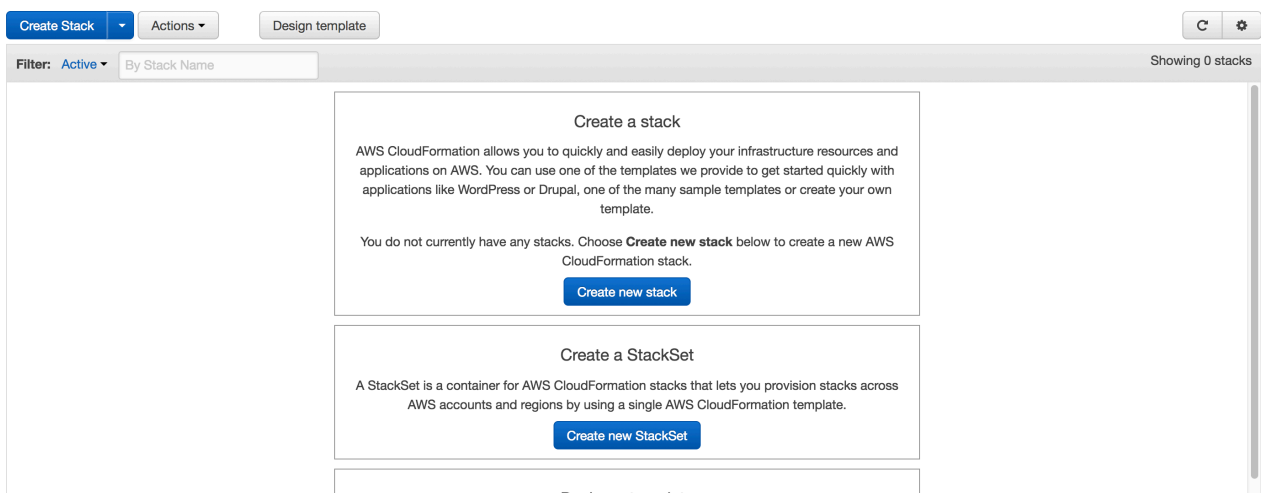 Create Stack
Actions
Design template
Filter: Active
By Stack Name
Showing 0 stacks
Create a stack
AWS CloudFormation allows you to quickly and easily deploy your infrastructure resources and
applications on AWS. You can use one of the templates we provide to get started quickly with
applications like WordPress or Drupal, one of the many sample templates or create your own
template.
You do not currently have any stacks. Choose Create new stack below to create a new AWS
CloudFormation stack.
Create new stack
Create a StackSet
A StackSet is a container for AWS CloudFormation stacks that lets you provision stacks across
AWS accounts and regions by using a single AWS CloudFormation template.
Create new StackSet